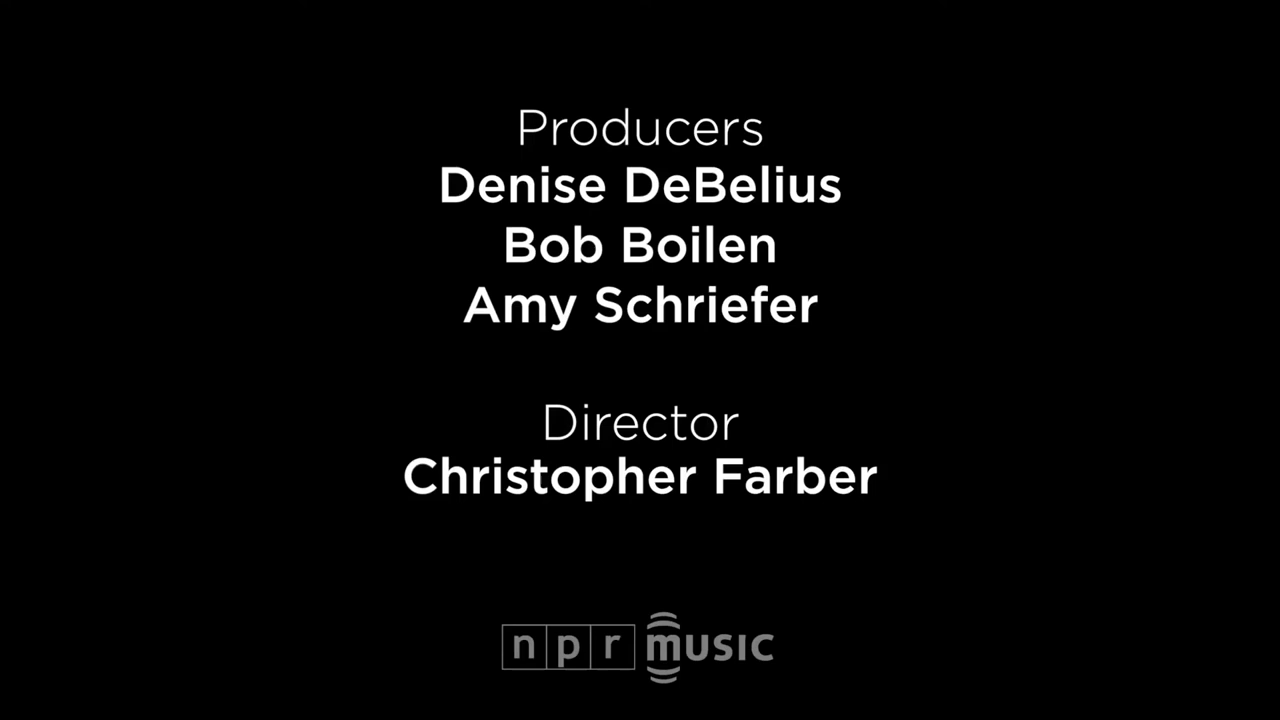 Producers
Denise DeBelius
Bob Boilen
Amy Schriefer
Director
Christopher Farber
npr music